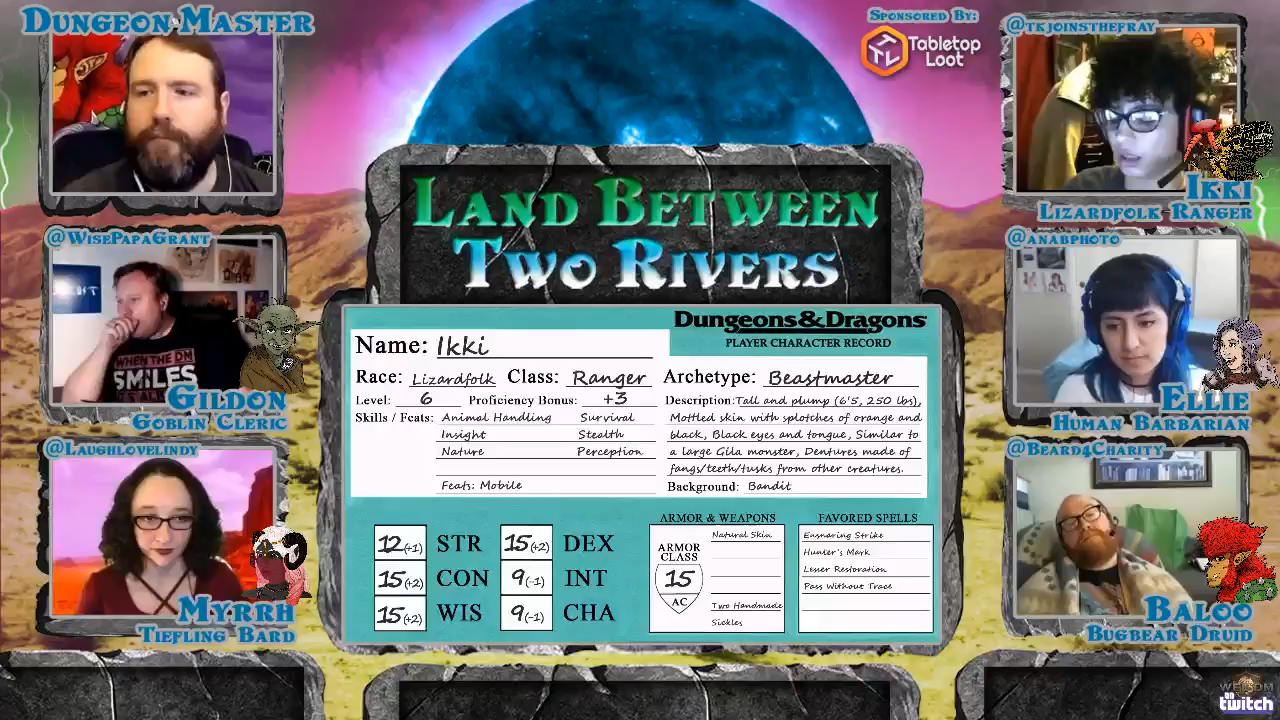 Dungeon Master
Sponsored By:
Tabletop
Loot
@tkjoinsthefray
Ikki
Lizardfolk Ranger
Land Between
Two Rivers
@WisePapaGrant
WHEN THE DM
SMILES
Gildon
Goblin Cleric
@anabphoto
Ellie
Human Barbarian
@Laughlovelindy
Myrrh
Tiefling Bard
@Beard4Charity
Baloo
Bugbear Druid
Dungeons&Dragons
PLAYER CHARACTER RECORD
Name: Ikki
Race: Lizardfolk Class: Ranger Archetype: Beastmaster
Level: 6 Proficiency Bonus: +3
Skills / Feats: Animal Handling Survival
Insight Stealth
Nature Perception
Feats: Mobile
Description: Tall and plump (6'5, 250 lbs),
Mottled skin with splotches of orange and
black, Black eyes and tongue, Similar to
a large Gila monster, Dentures made of
fangs/teeth/tusks from other creatures.
Background: Bandit
12 (+1) STR 15 (+2) DEX
15 (+2) CON 9 (-1) INT
15 (+2) WIS 9 (-1) CHA
ARMOR & WEAPONS
ARMOR
CLASS
15
AC
Natural Skin
Two Handmade
Sickles
FAVORED SPELLS
Ensnaring Strike
Hunter's Mark
Lesser Restoration
Pass Without Trace
on
twitch